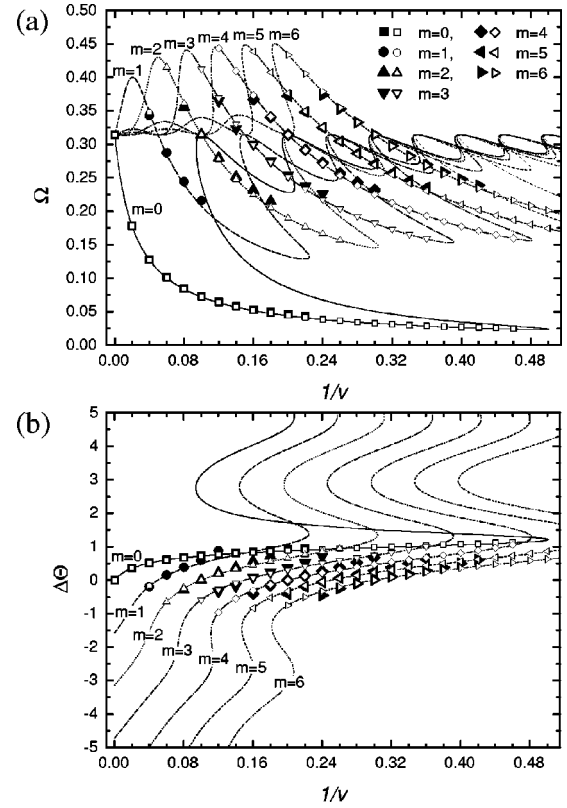 (a)
0.50
0.45
0.40
0.35
0.30
0.25
0.20
0.15
0.10
0.05
0.00
Ω
m=0
m=1
m=2
m=3
m=4
m=5
m=6
m=0,
m=1,
m=2,
m=3
m=4
m=5
m=6
0.00 0.08 0.16 0.24 0.32 0.40 0.48
1/v
(b)
5
4
3
2
1
0
-1
-2
-3
-4
-5
ΔΘ
m=0
m=1
m=2
m=3
m=4
m=5
m=6
0.00 0.08 0.16 0.24 0.32 0.40 0.48
1/v